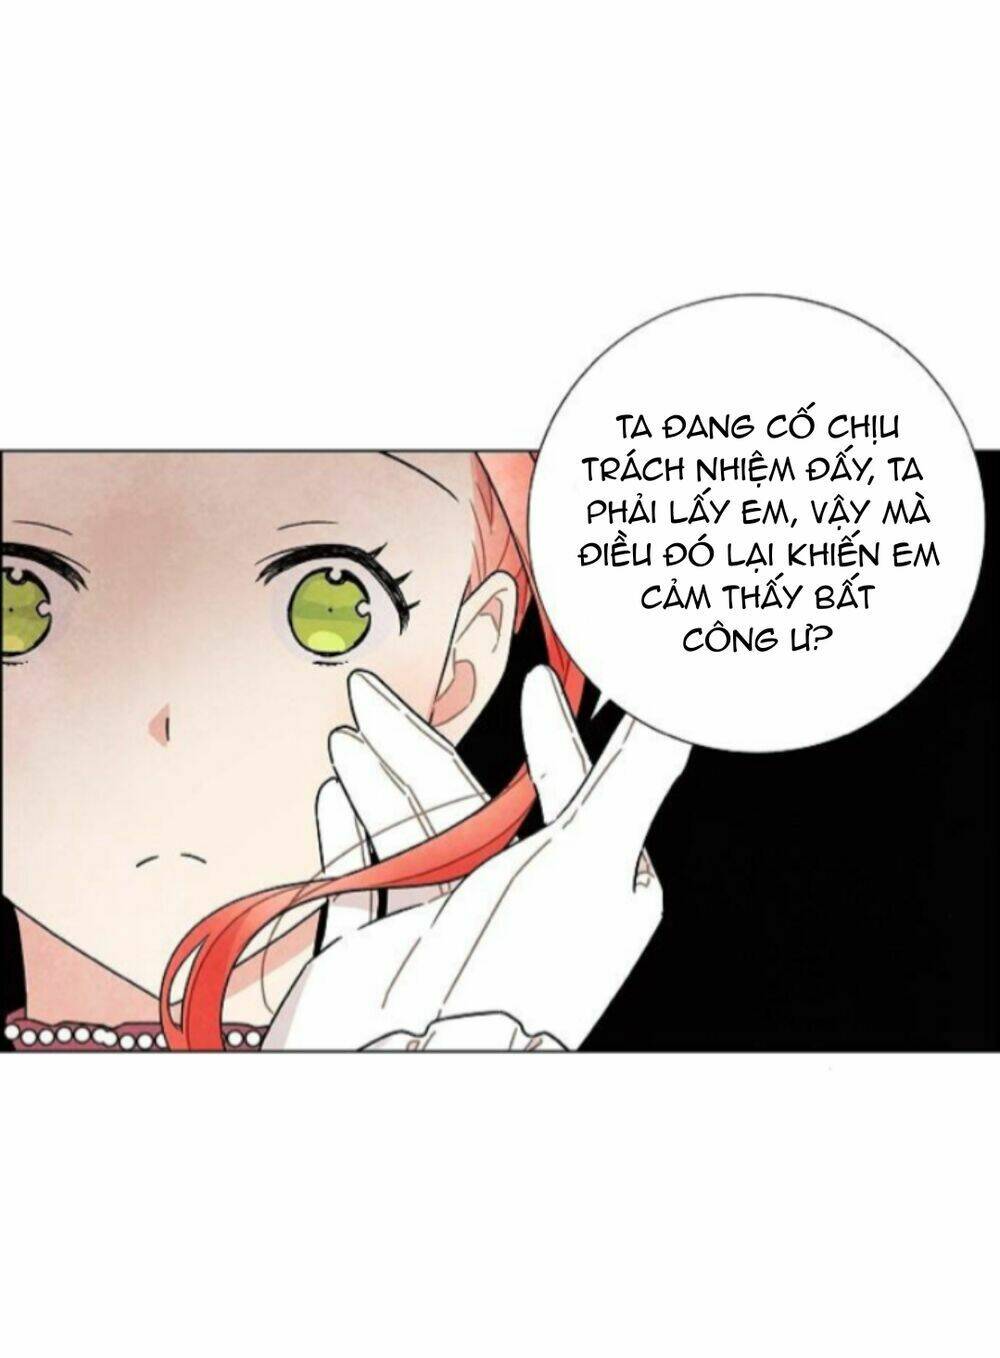 TA ĐANG CỐ CHỊU
TRÁCH NHIỆM ĐẤY, TA
PHẢI LẤY EM, VẬY MÀ
ĐIỀU ĐÓ LẠI KHIẾN EM
CẢM THẤY BẤT
CÔNG Ư?